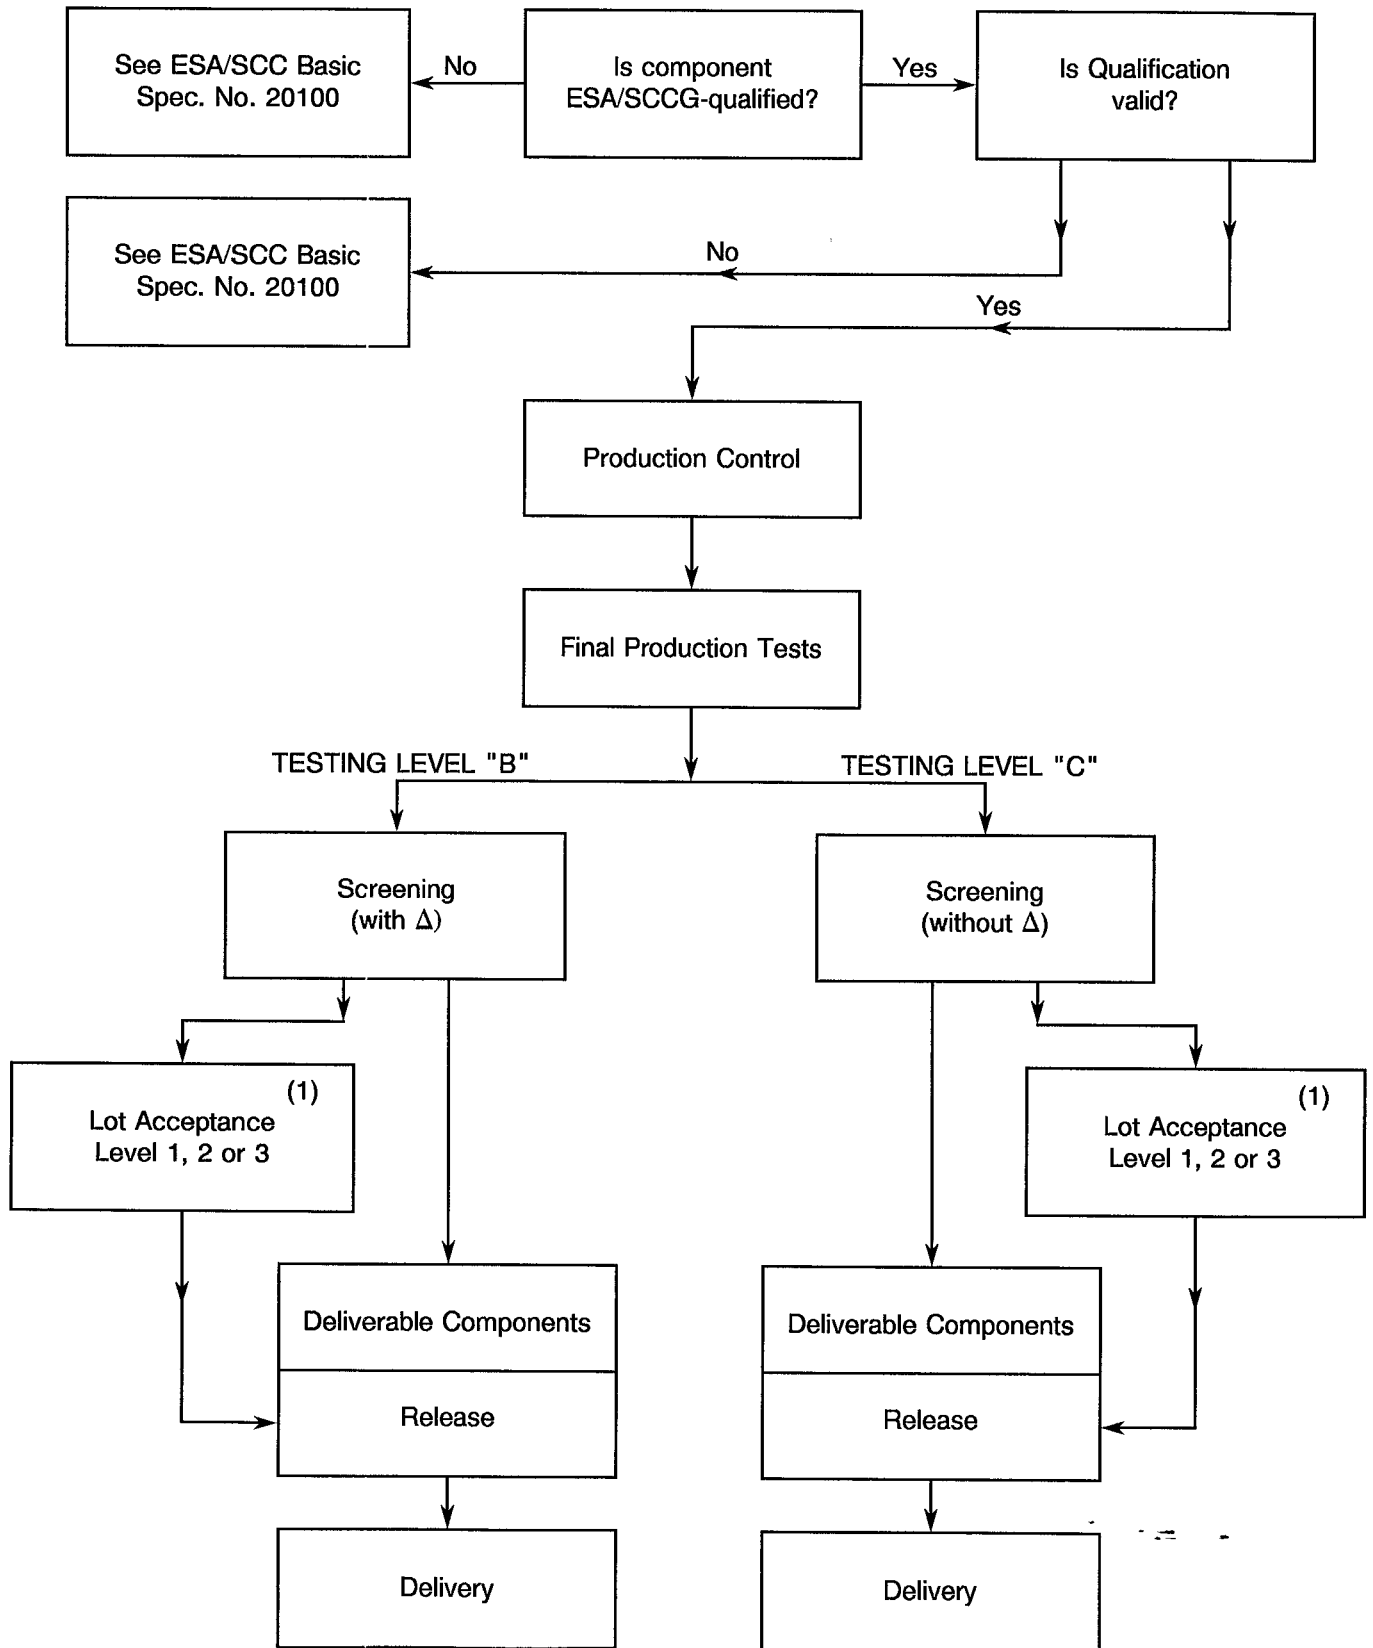 See ESA/SCC Basic
Spec. No. 20100
No
Is component
ESA/SCCG-qualified?
Yes
Is Qualification
valid?
See ESA/SCC Basic
Spec. No. 20100
No
Yes
Production Control
Final Production Tests
TESTING LEVEL "B"
TESTING LEVEL "C"
Screening
(with Δ)
Screening
(without Δ)
(1)
Lot Acceptance
Level 1, 2 or 3
(1)
Lot Acceptance
Level 1, 2 or 3
Deliverable Components
Release
Deliverable Components
Release
Delivery
Delivery